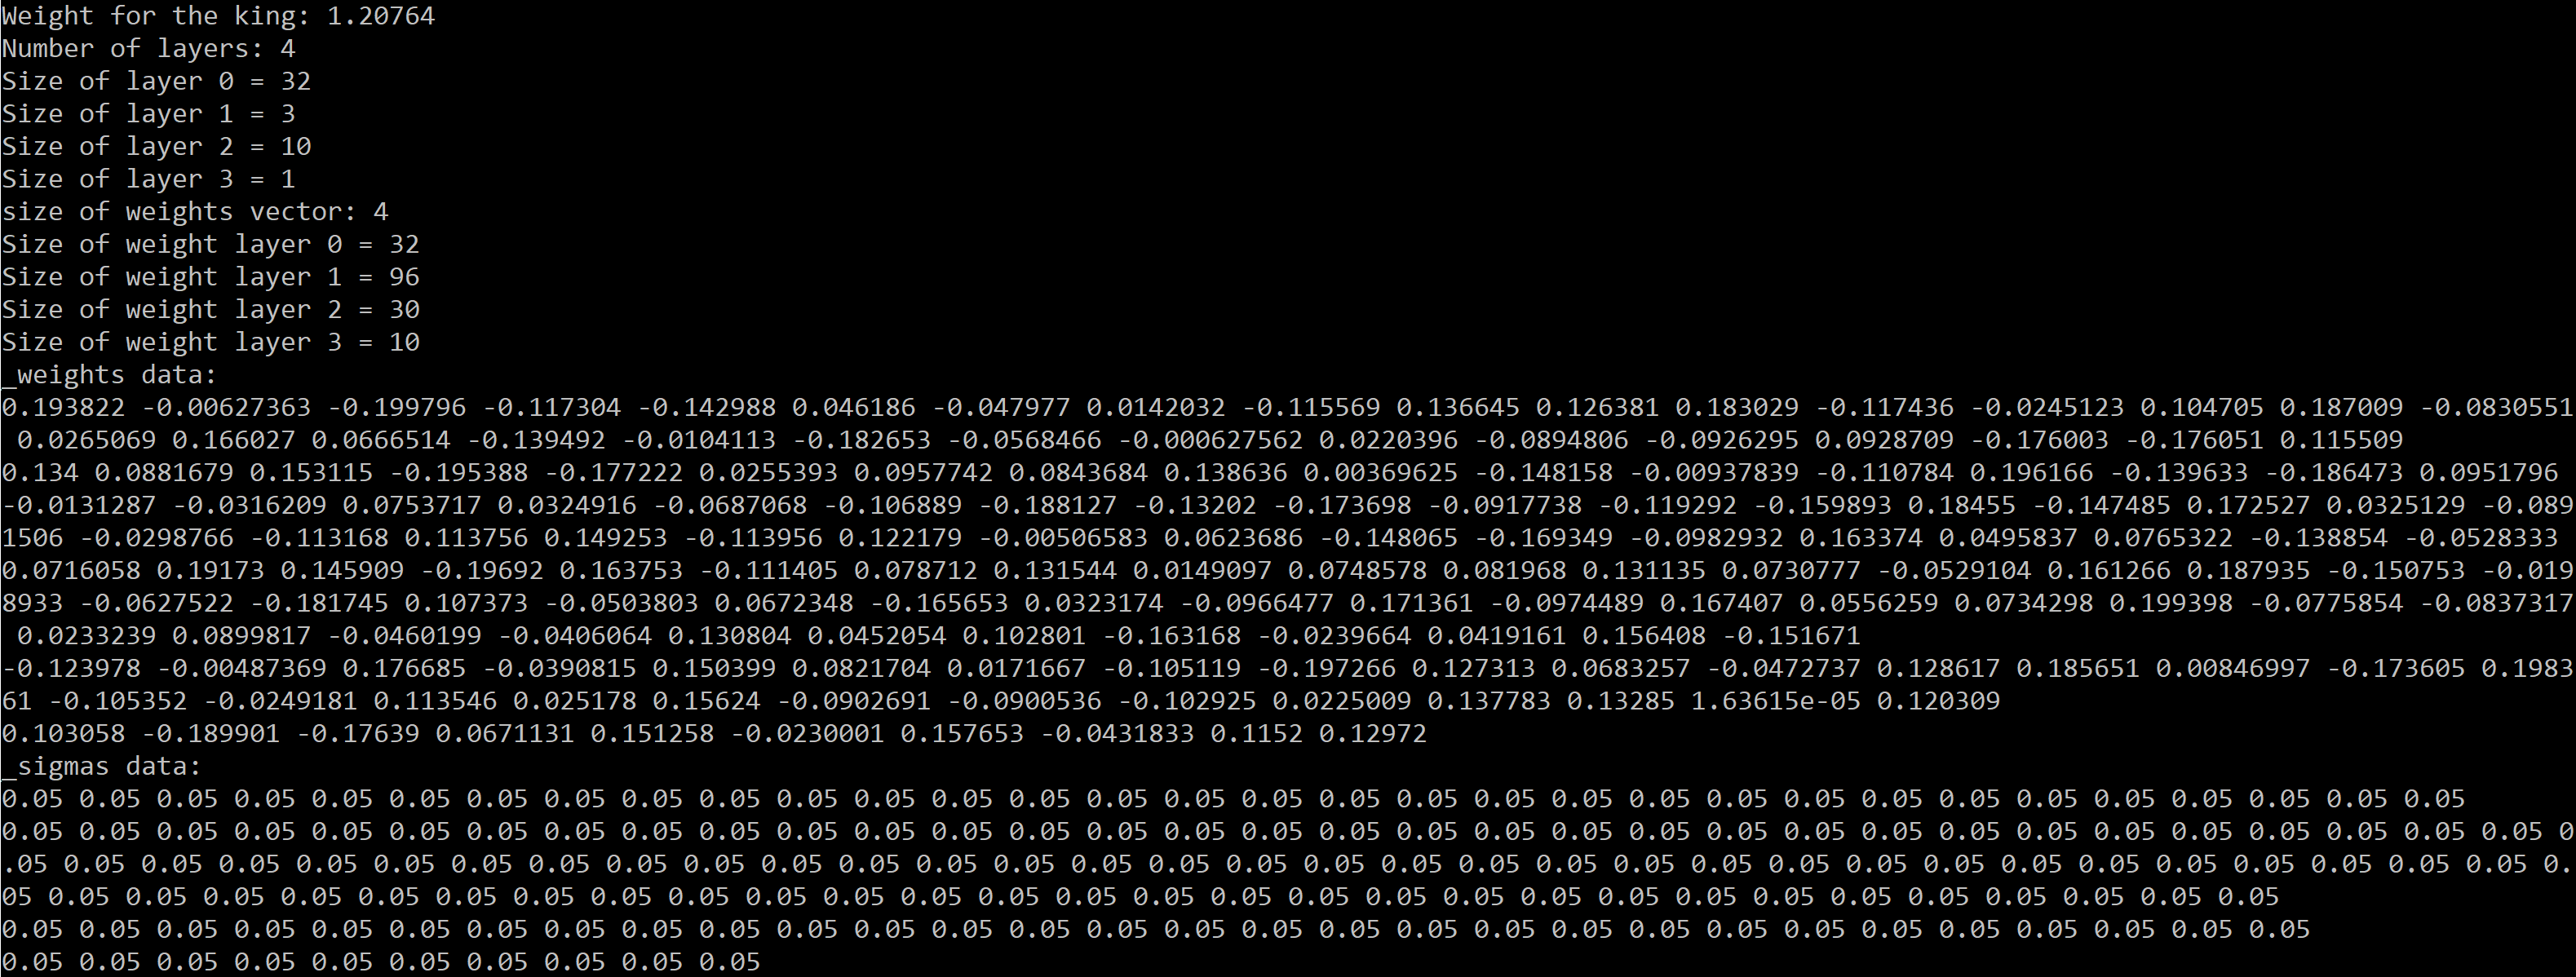 Weight for the king: 1.20764
Number of layers: 4
Size of layer 0 = 32
Size of layer 1 = 3
Size of layer 2 = 10
Size of layer 3 = 1
size of weights vector: 4
Size of weight layer 0 = 32
Size of weight layer 1 = 96
Size of weight layer 2 = 30
Size of weight layer 3 = 10
_weights data:
0.193822 -0.00627363 -0.199796 -0.117304 -0.142988 0.046186 -0.047977 0.0142032 -0.115569 0.136645 0.126381 0.183029 -0.117436 -0.0245123 0.104705 0.187009 -0.0830551
0.0265069 0.166027 0.0666514 -0.139492 -0.0104113 -0.182653 -0.0568466 -0.000627562 0.0220396 -0.0894806 -0.0926295 0.0928709 -0.176003 -0.176051 0.115509
0.134 0.0881679 0.153115 -0.195388 -0.177222 0.0255393 0.0957742 0.0843684 0.138636 0.00369625 -0.148158 -0.00937839 -0.110784 0.196166 -0.139633 -0.186473 0.0951796
-0.0131287 -0.0316209 0.0753717 0.0324916 -0.0687068 -0.106889 -0.188127 -0.13202 -0.173698 -0.0917738 -0.119292 -0.159893 0.18455 -0.147485 0.172527 0.0325129 -0.089
1506 -0.0298766 -0.113168 0.113756 0.149253 -0.113956 0.122179 -0.00506583 0.0623686 -0.148065 -0.169349 -0.0982932 0.163374 0.0495837 0.0765322 -0.138854 -0.0528333
0.0716058 0.19173 0.145909 -0.19692 0.163753 -0.111405 0.078712 0.131544 0.0149097 0.0748578 0.081968 0.131135 0.0730777 -0.0529104 0.161266 0.187935 -0.150753 -0.019
8933 -0.0627522 -0.181745 0.107373 -0.0503803 0.0672348 -0.165653 0.0323174 -0.0966477 0.171361 -0.0974489 0.167407 0.0556259 0.0734298 0.199398 -0.0775854 -0.0837317
0.0233239 0.0899817 -0.0460199 -0.0406064 0.130804 0.0452054 0.102801 -0.163168 -0.0239664 0.0419161 0.156408 -0.151671
-0.123978 -0.00487369 0.176685 -0.0390815 0.150399 0.0821704 0.0171667 -0.105119 -0.197266 0.127313 0.0683257 -0.0472737 0.128617 0.185651 0.00846997 -0.173605 0.1983
61 -0.105352 -0.0249181 0.113546 0.025178 0.15624 -0.0902691 -0.0900536 -0.102925 0.0225009 0.137783 0.13285 1.63615e-05 0.120309
0.103058 -0.189901 -0.17639 0.0671131 0.151258 -0.0230001 0.157653 -0.0431833 0.1152 0.12972
_sigmas data:
0.05 0.05 0.05 0.05 0.05 0.05 0.05 0.05 0.05 0.05 0.05 0.05 0.05 0.05 0.05 0.05 0.05 0.05 0.05 0.05 0.05 0.05 0.05 0.05 0.05 0.05 0.05 0.05 0.05 0.05 0.05 0.05
0.05 0.05 0.05 0.05 0.05 0.05 0.05 0.05 0.05 0.05 0.05 0.05 0.05 0.05 0.05 0.05 0.05 0.05 0.05 0.05 0.05 0.05 0.05 0.05 0.05 0.05 0.05 0.05 0.05 0.05 0.05 0.05 0.05 0
.05 0.05 0.05 0.05 0.05 0.05 0.05 0.05 0.05 0.05 0.05 0.05 0.05 0.05 0.05 0.05 0.05 0.05 0.05 0.05 0.05 0.05 0.05 0.05 0.05 0.05 0.05 0.05 0.05 0.05 0.05 0.05 0.05 0.
05 0.05 0.05 0.05 0.05 0.05 0.05 0.05 0.05 0.05 0.05 0.05 0.05 0.05 0.05 0.05 0.05 0.05 0.05 0.05 0.05 0.05 0.05 0.05 0.05 0.05 0.05 0.05 0.05 0.05
0.05 0.05 0.05 0.05 0.05 0.05 0.05 0.05 0.05 0.05 0.05 0.05 0.05 0.05 0.05 0.05 0.05 0.05 0.05 0.05 0.05 0.05 0.05 0.05 0.05 0.05 0.05 0.05 0.05 0.05
0.05 0.05 0.05 0.05 0.05 0.05 0.05 0.05 0.05 0.05